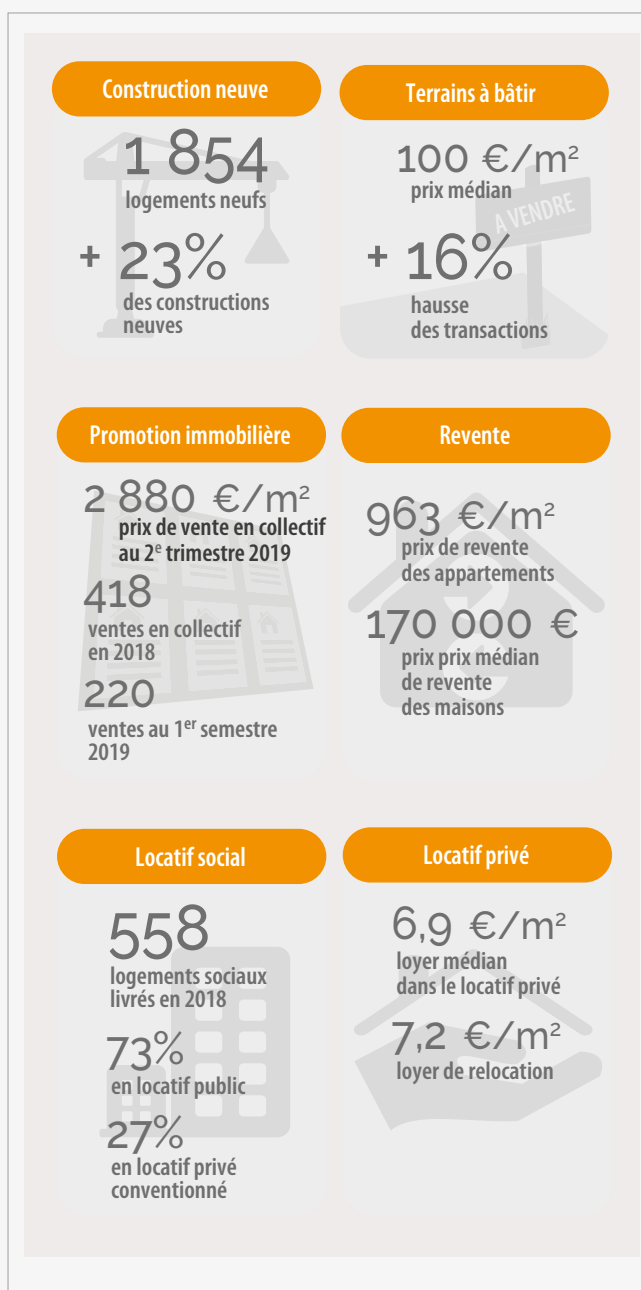 Construction neuve
1 854
logements neufs
+ 23%
des constructions
neuves
Terrains à bâtir
100 €/m²
prix médian
A VENDRE
+ 16%
hausse
des transactions
Promotion immobilière
2 880 €/m²
prix de vente en collectif
au 2e trimestre 2019
418
ventes en collectif
en 2018
220
ventes au 1er semestre
2019
Revente
963 €/m²
prix de revente
des appartements
170 000 €
prix prix médian
de revente
des maisons
Locatif social
558
logements sociaux
livrés en 2018
73%
en locatif public
27%
en locatif privé
conventionné
Locatif privé
6,9 €/m²
loyer médian
dans le locatif privé
7,2 €/m²
loyer de relocation